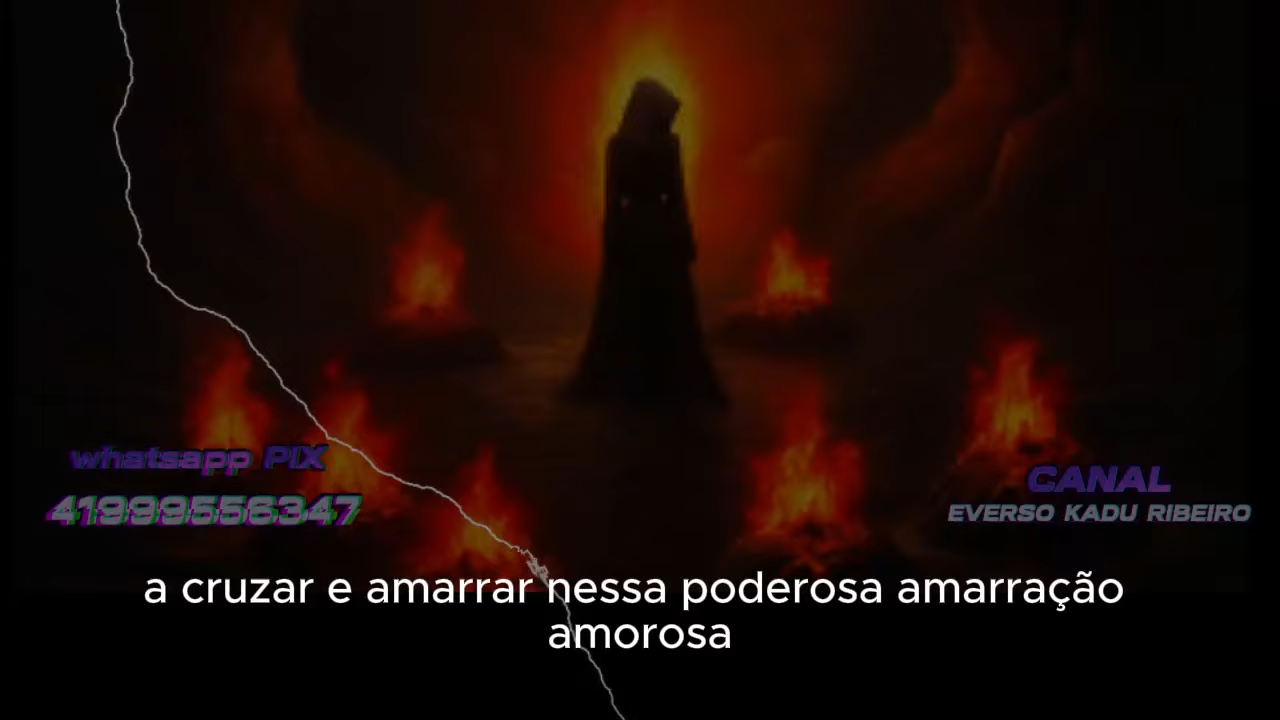 whatsapp PIX
41999556347
CANAL
EVERSO KADU RIBEIRO
a cruzar e amarrar nessa poderosa amarração
amorosa